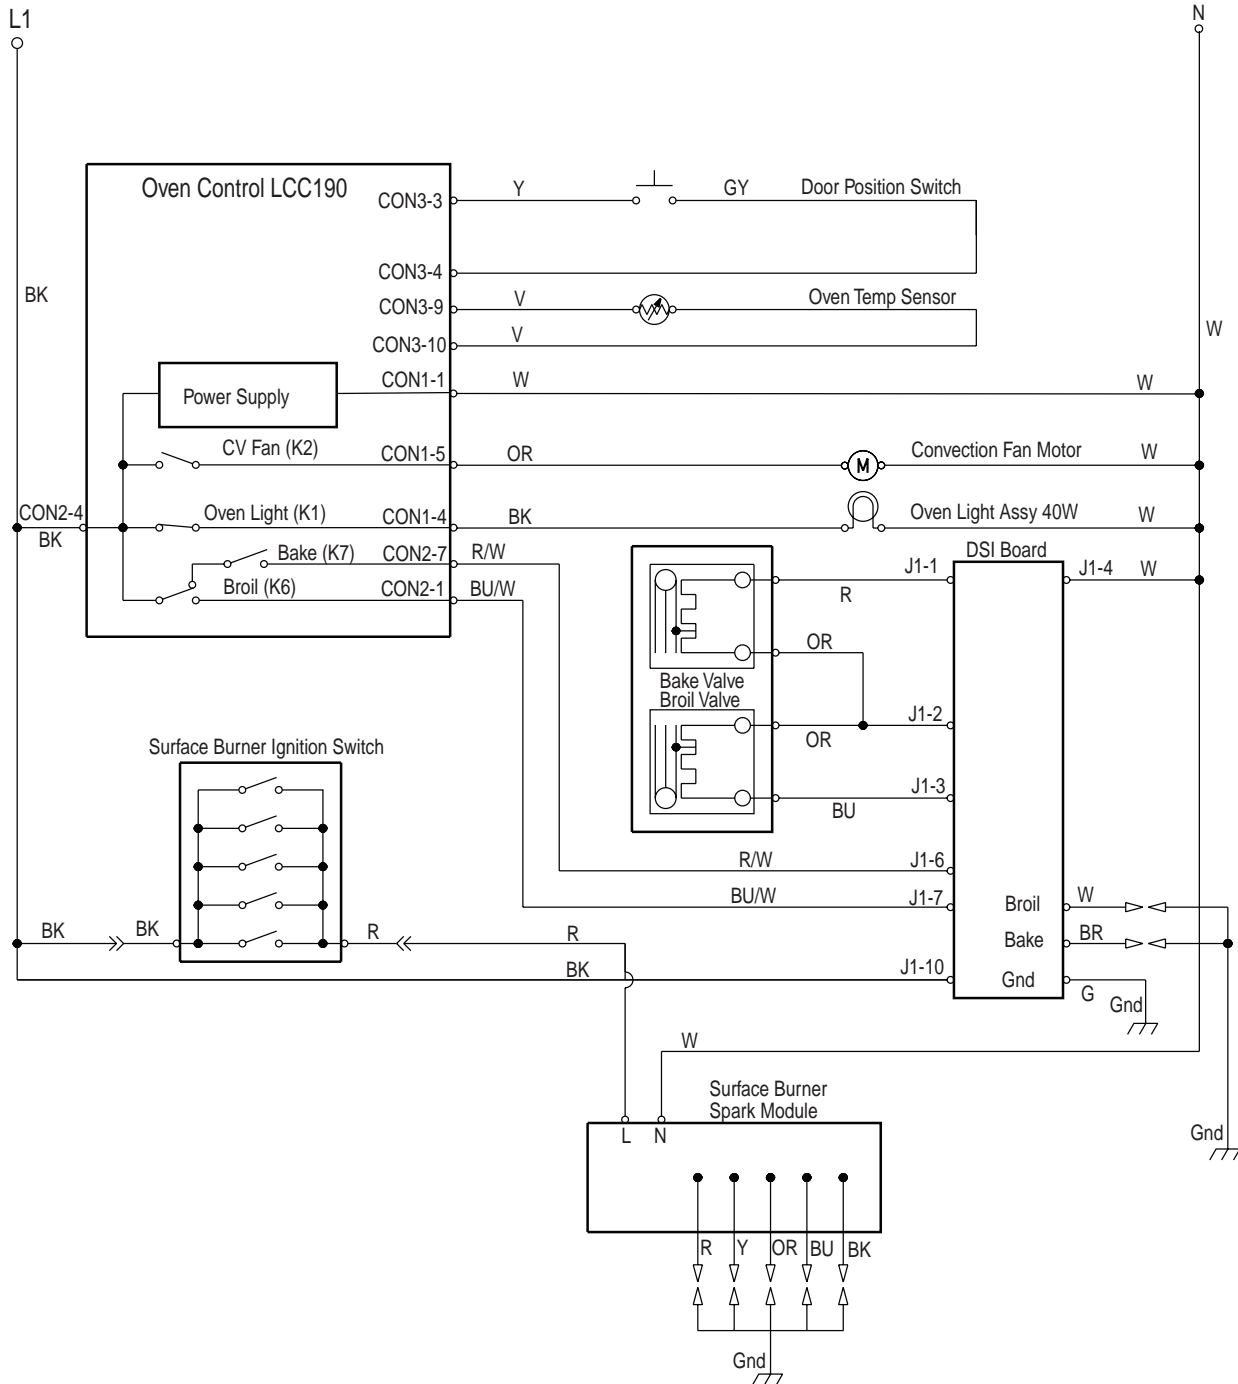 L1
N
Oven Control LCC190
CON3-3
Y
GY
Door Position Switch
CON3-4
BK
CON3-9
V
Oven Temp Sensor
W
CON3-10
V
Power Supply
CON1-1
W
W
CV Fan (K2)
CON1-5
OR
M
Convection Fan Motor
W
CON2-4
BK
Oven Light (K1)
CON1-4
BK
Oven Light Assy 40W
W
Bake (K7)
CON2-7
R/W
Broil (K6)
CON2-1
BU/W
DSI Board
J1-1
R
J1-4
W
OR
Bake Valve
Broil Valve
J1-2
OR
J1-3
BU
Surface Burner Ignition Switch
R/W
J1-6
BU/W
J1-7
Broil
W
BK
BK
R
R
Bake
BR
BK
J1-10
Gnd
G
Gnd
W
Surface Burner
Spark Module
L
N
Gnd
R
Y
OR
BU
BK
Gnd